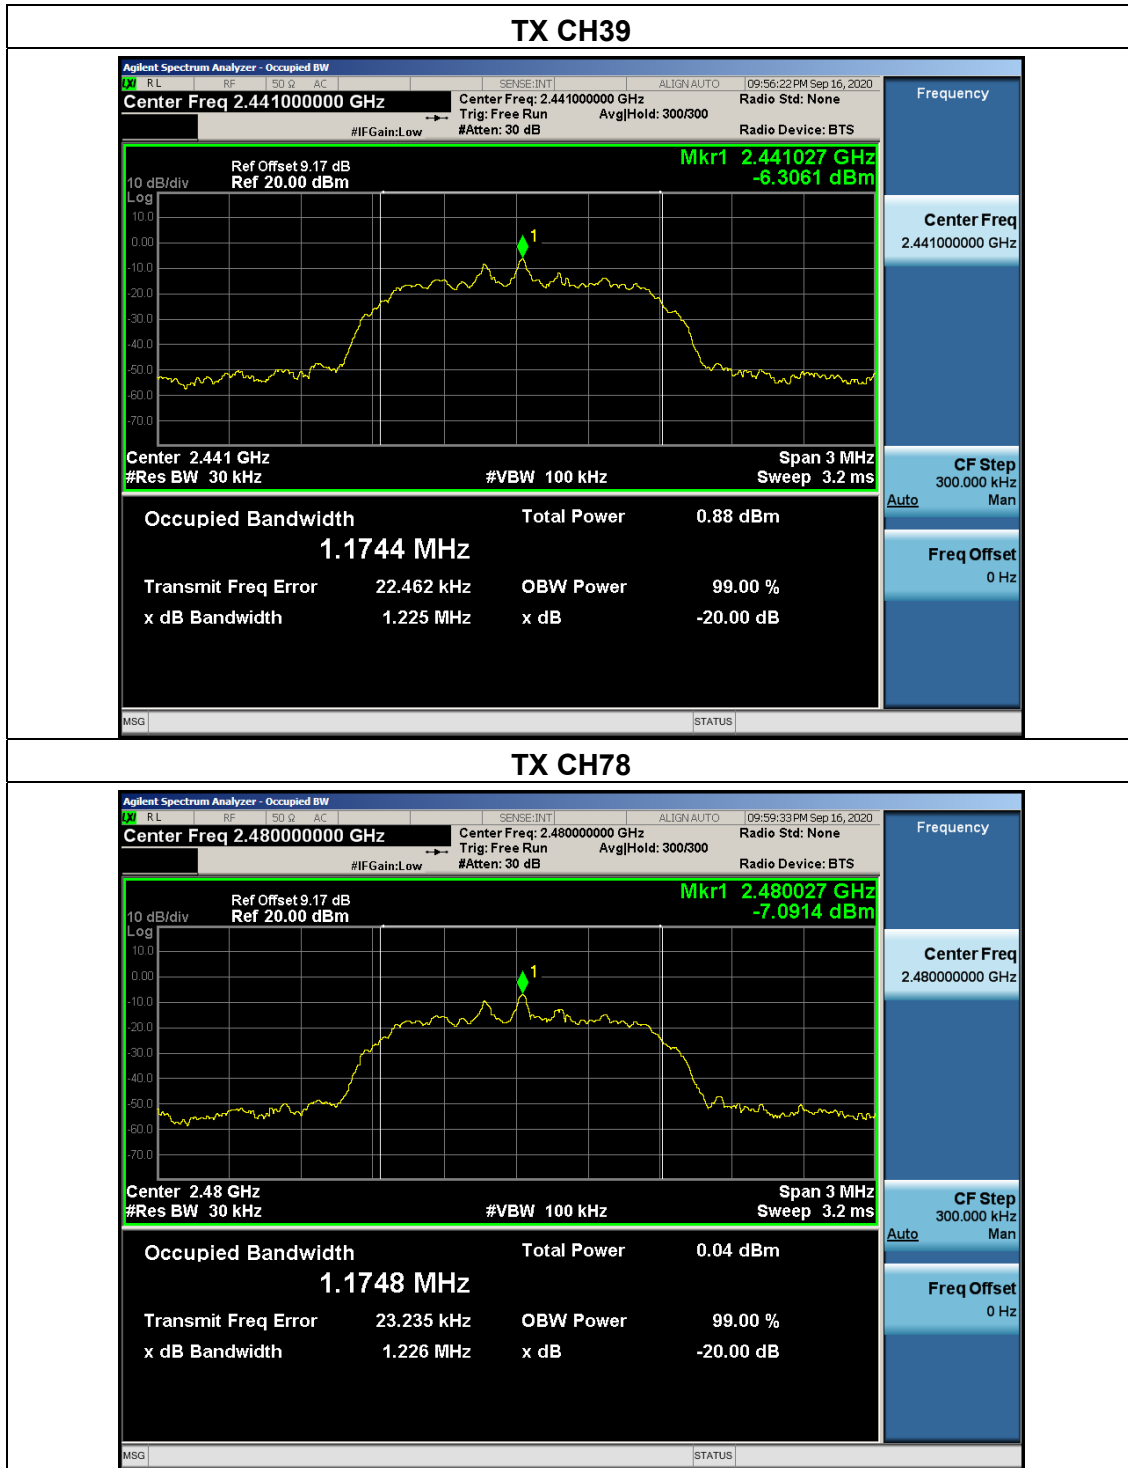 TX CH39
Agilent Spectrum Analyzer - Occupied BW
LXI RL RF 50 Ω AC SENSE:INT ALIGN AUTO 09:56:22 PM Sep 16, 2020
Center Freq 2.441000000 GHz
Center Freq: 2.441000000 GHz
Radio Std: None
Trig: Free Run Avg|Hold: 300/300
#IFGain:Low
#Atten: 30 dB
Radio Device: BTS
Frequency
Mkr1 2.441027 GHz
-6.3061 dBm
Ref Offset 9.17 dB
10 dB/div Ref 20.00 dBm
Log
10.0
0.00
-10.0
-20.0
-30.0
-40.0
-50.0
-60.0
-70.0
1
Center Freq
2.441000000 GHz
Center 2.441 GHz
Span 3 MHz
#Res BW 30 kHz
#VBW 100 kHz
Sweep 3.2 ms
CF Step
300.000 kHz
Auto Man
Freq Offset
0 Hz
Occupied Bandwidth
Total Power 0.88 dBm
1.1744 MHz
Transmit Freq Error 22.462 kHz OBW Power 99.00 %
x dB Bandwidth 1.225 MHz x dB -20.00 dB
MSG STATUS
TX CH78
Agilent Spectrum Analyzer - Occupied BW
LXI RL RF 50 Ω AC SENSE:INT ALIGN AUTO 09:59:33 PM Sep 16, 2020
Center Freq 2.480000000 GHz
Center Freq: 2.480000000 GHz
Radio Std: None
Trig: Free Run Avg|Hold: 300/300
#IFGain:Low
#Atten: 30 dB
Radio Device: BTS
Frequency
Mkr1 2.480027 GHz
-7.0914 dBm
Ref Offset 9.17 dB
10 dB/div Ref 20.00 dBm
Log
10.0
0.00
-10.0
-20.0
-30.0
-40.0
-50.0
-60.0
-70.0
1
Center Freq
2.480000000 GHz
Center 2.48 GHz
Span 3 MHz
#Res BW 30 kHz
#VBW 100 kHz
Sweep 3.2 ms
CF Step
300.000 kHz
Auto Man
Freq Offset
0 Hz
Occupied Bandwidth
Total Power 0.04 dBm
1.1748 MHz
Transmit Freq Error 23.235 kHz OBW Power 99.00 %
x dB Bandwidth 1.226 MHz x dB -20.00 dB
MSG STATUS